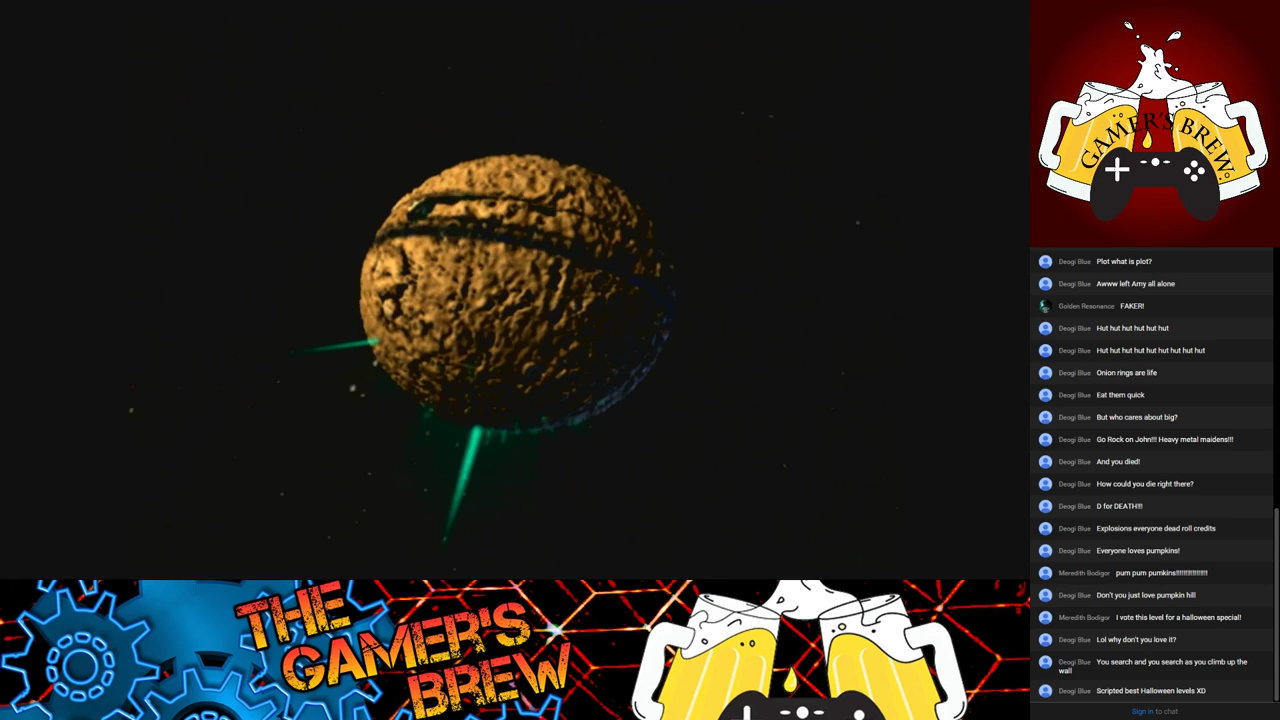 GAMER'S BREW
Deogi Blue Plot what is plot?
Deogi Blue Awww left Amy all alone
Golden Resonance FAKER!
Deogi Blue Hut hut hut hut hut hut
Deogi Blue Hut hut hut hut hut hut hut hut hut
Deogi Blue Onion rings are life
Deogi Blue Eat them quick
Deogi Blue But who cares about big?
Deogi Blue Go Rock on John!!! Heavy metal maidens!!!
Deogi Blue And you died!
Deogi Blue How could you die right there?
Deogi Blue D for DEATH!!!
Deogi Blue Explosions everyone dead roll credits
Deogi Blue Everyone loves pumpkins!
Meredith Bodigor pum pum pumkins!!!!!!!!!!!!!!!!!
Deogi Blue Don't you just love pumpkin hill
Meredith Bodigor I vote this level for a halloween special!
Deogi Blue Lol why don't you love it?
Deogi Blue You search and you search as you climb up the
wall
Deogi Blue Scripted best Halloween levels XD
Sign in to chat
THE
GAMER'S
BREW